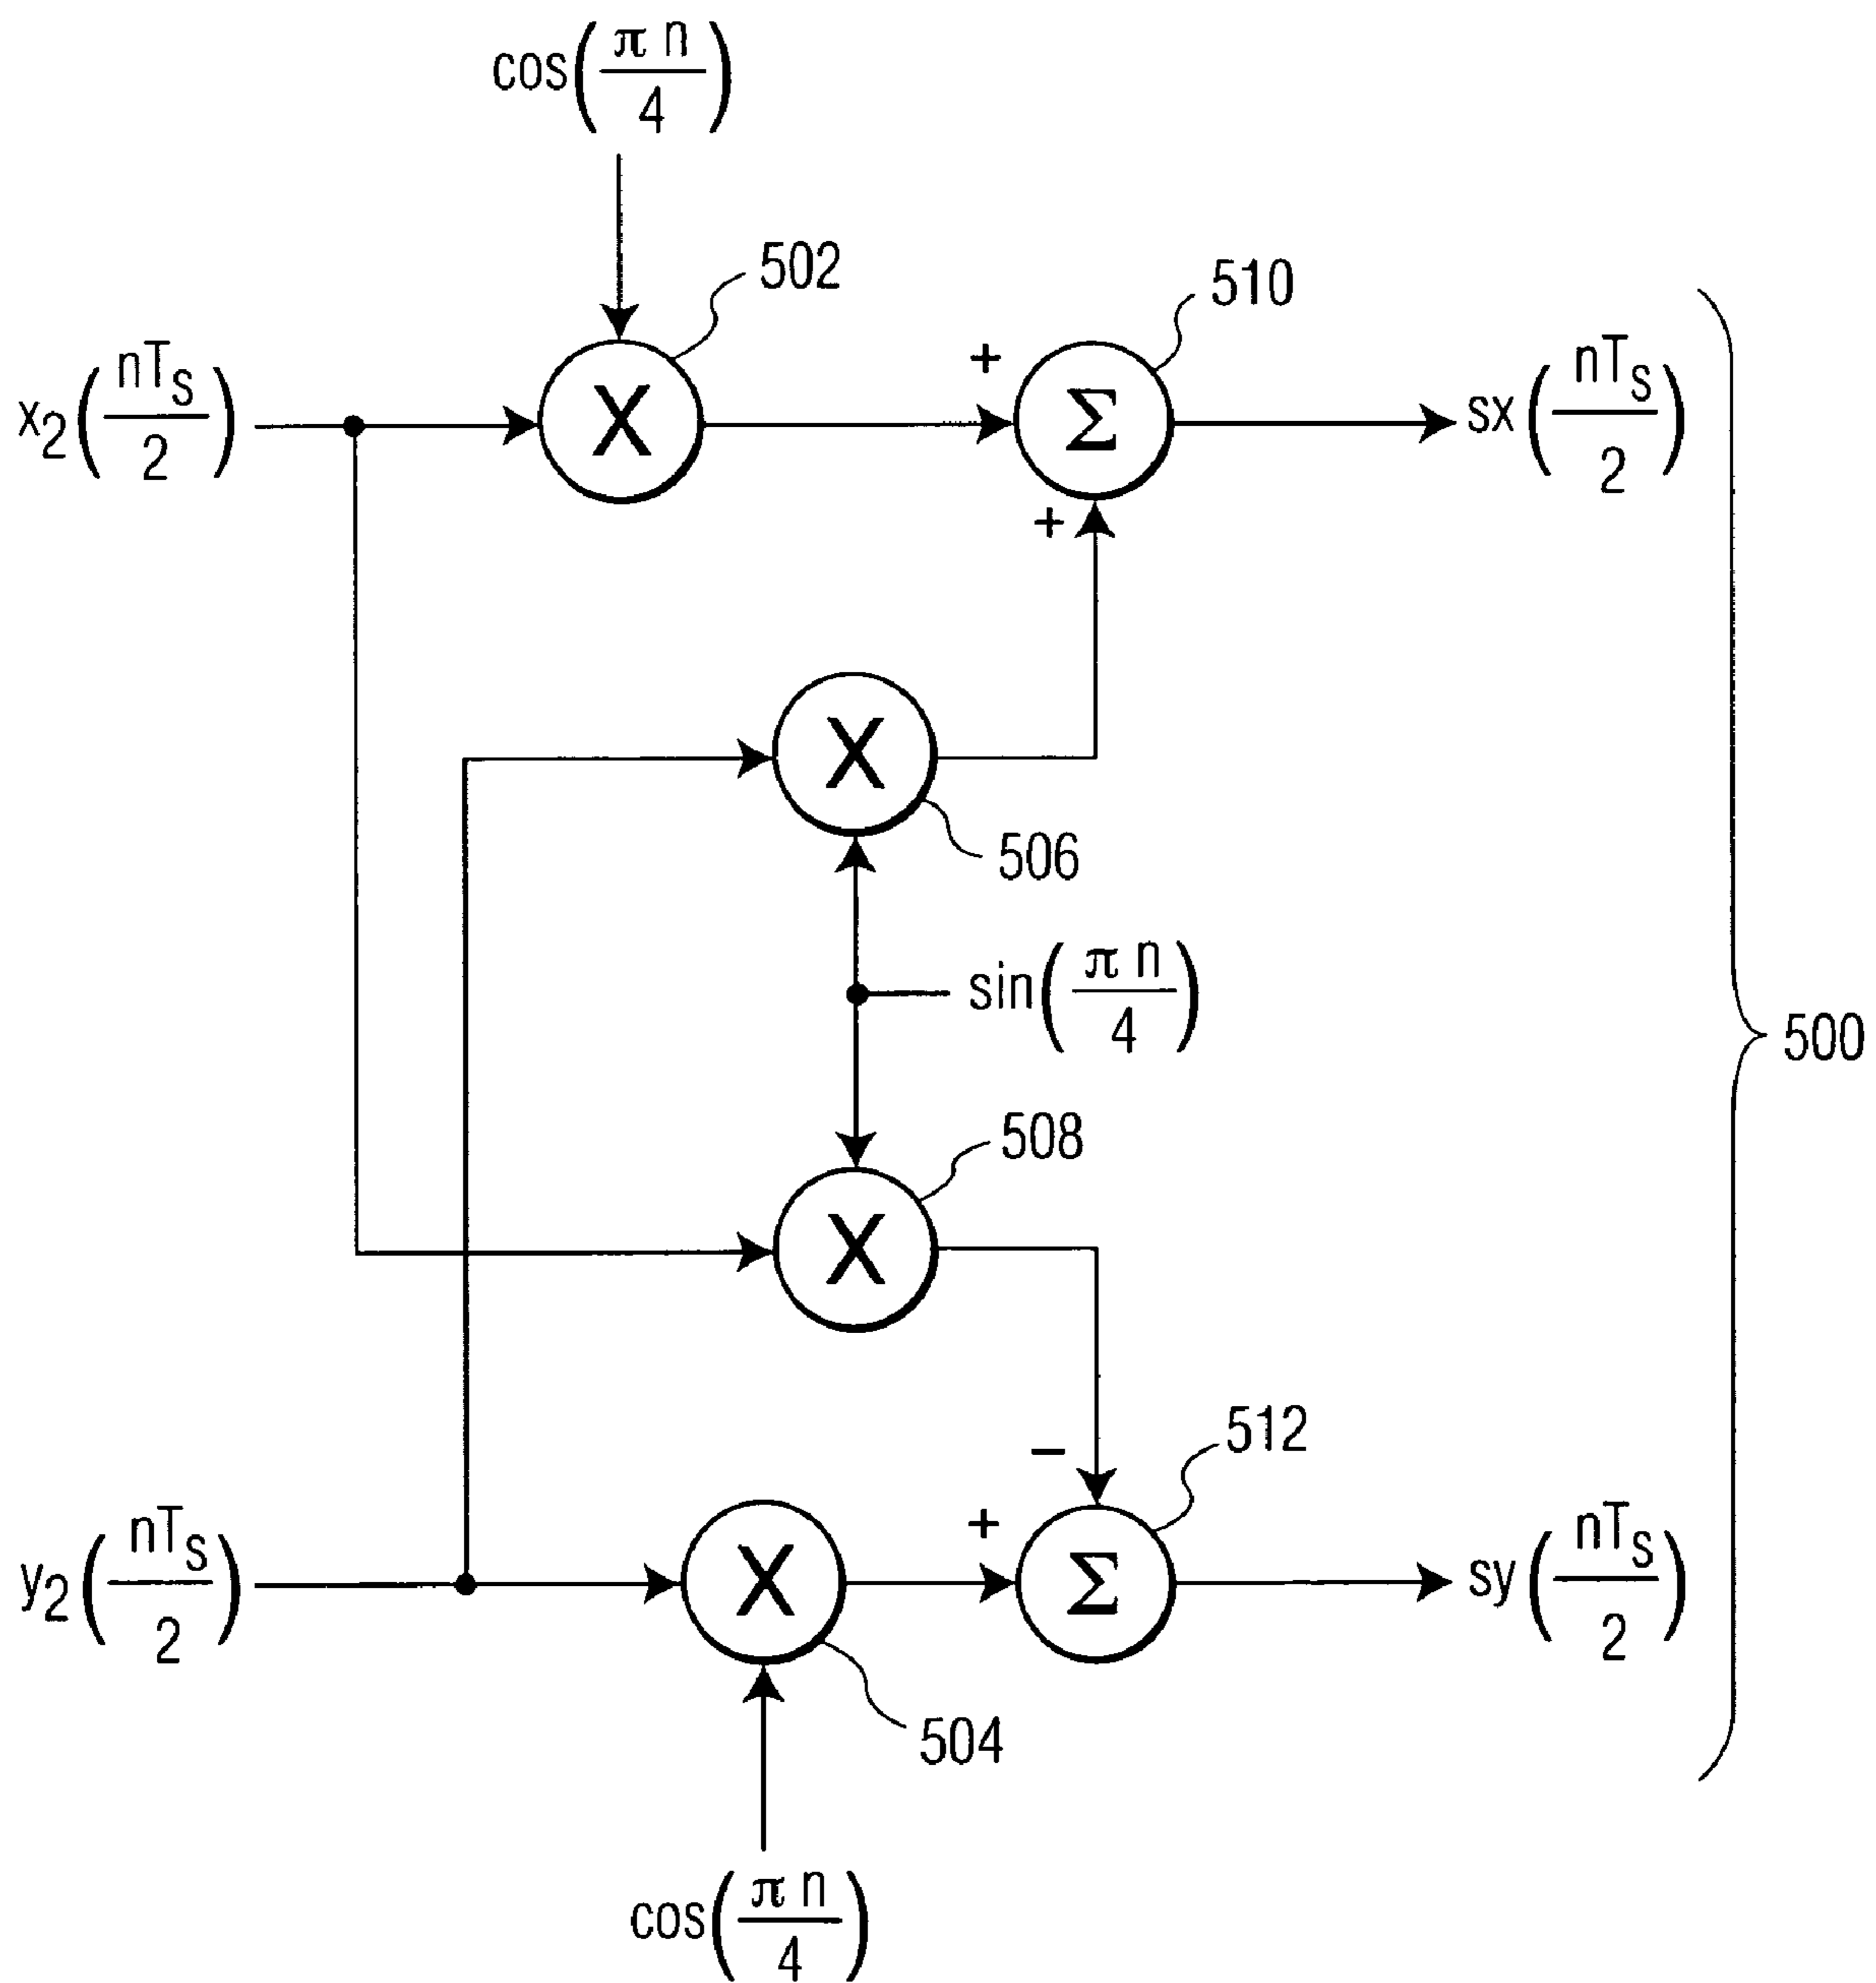 cos(πn/4)
502
510
x₂(nTₛ/2)
X
+
Σ
sx(nTₛ/2)
+
X
506
sin(πn/4)
500
508
X
512
−
+
y₂(nTₛ/2)
X
Σ
sy(nTₛ/2)
504
cos(πn/4)